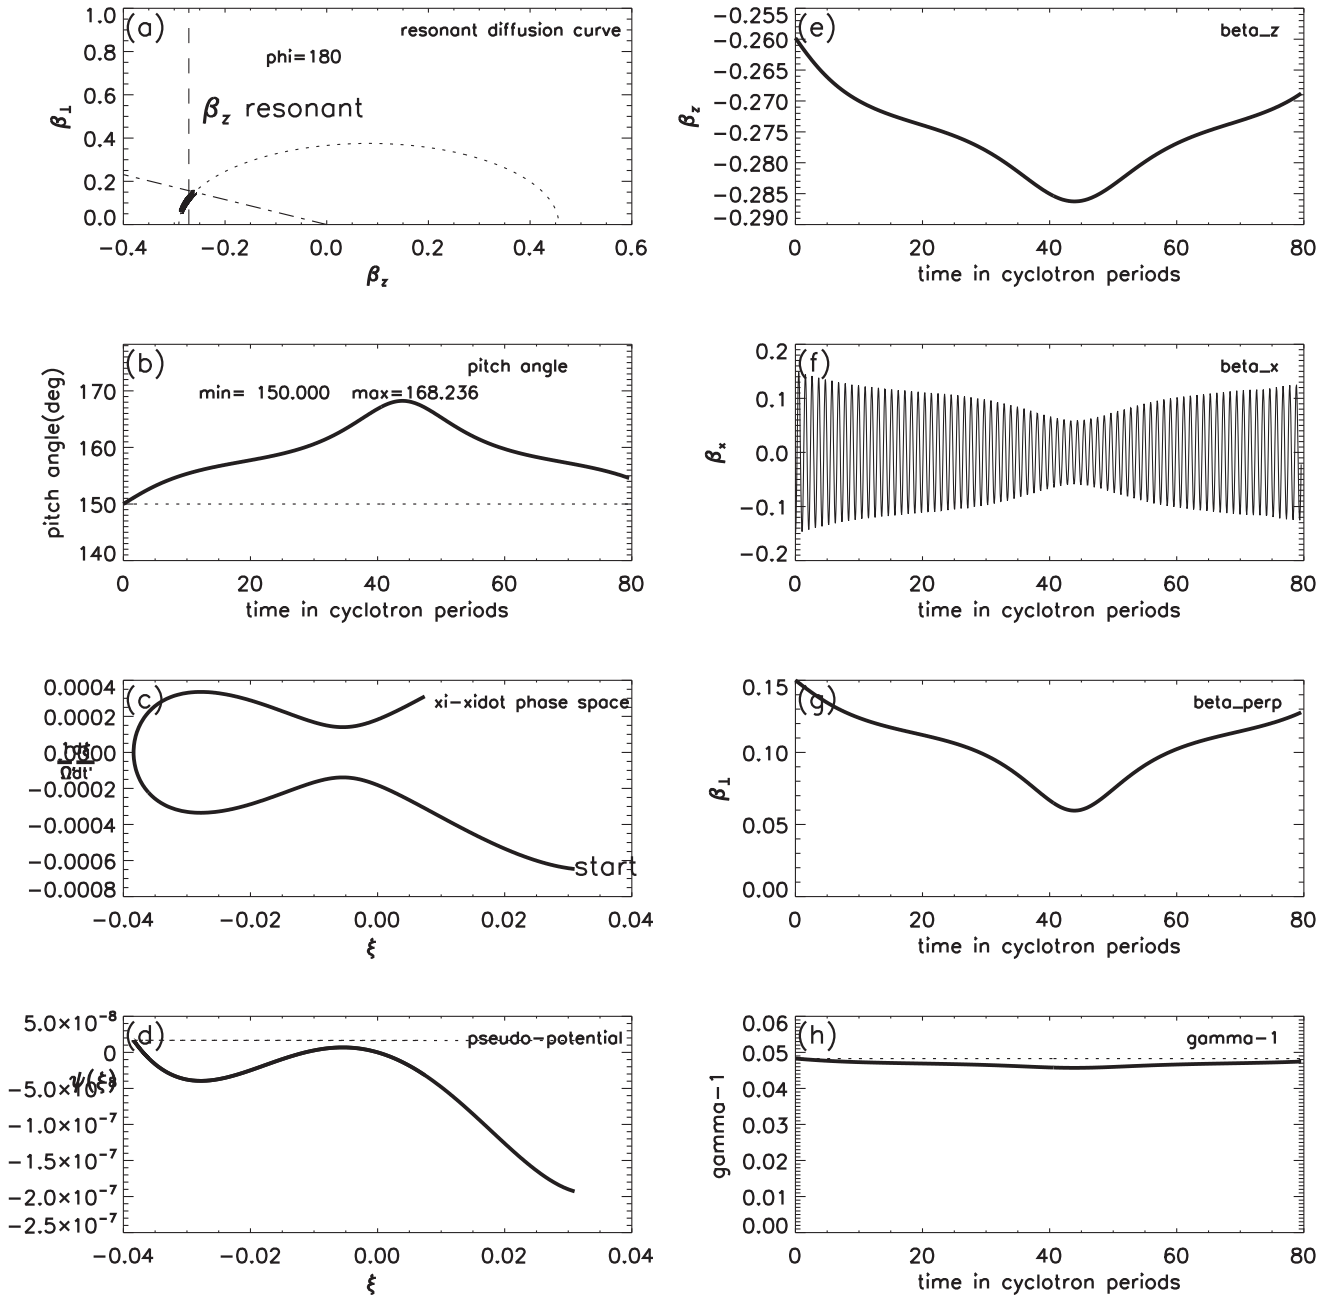 (a)
resonant diffusion curve
phi=180
β_z resonant
β⊥
1.0
0.8
0.6
0.4
0.2
0.0
−0.4 −0.2 0.0 0.2 0.4 0.6
β_z
(e)
beta_z
β_z
−0.255
−0.260
−0.265
−0.270
−0.275
−0.280
−0.285
−0.290
0 20 40 60 80
time in cyclotron periods
(b)
pitch angle
min= 150.000 max=168.236
pitch angle(deg)
170
160
150
140
0 20 40 60 80
time in cyclotron periods
(f)
beta_x
β_x
0.2
0.1
0.0
−0.1
−0.2
0 20 40 60 80
time in cyclotron periods
(c)
xi−xidot phase space
start
0.0004
0.0002
0.0000
−0.0002
−0.0004
−0.0006
−0.0008
−0.04 −0.02 0.00 0.02 0.04
ξ
(g)
beta_perp
β⊥
0.15
0.10
0.05
0.00
0 20 40 60 80
time in cyclotron periods
(d)
pseudo−potential
ψ(ξ)
5.0×10⁻⁸
0
−5.0×10⁻⁸
−1.0×10⁻⁷
−1.5×10⁻⁷
−2.0×10⁻⁷
−2.5×10⁻⁷
−0.04 −0.02 0.00 0.02 0.04
ξ
(h)
gamma−1
gamma−1
0.06
0.05
0.04
0.03
0.02
0.01
0.00
0 20 40 60 80
time in cyclotron periods